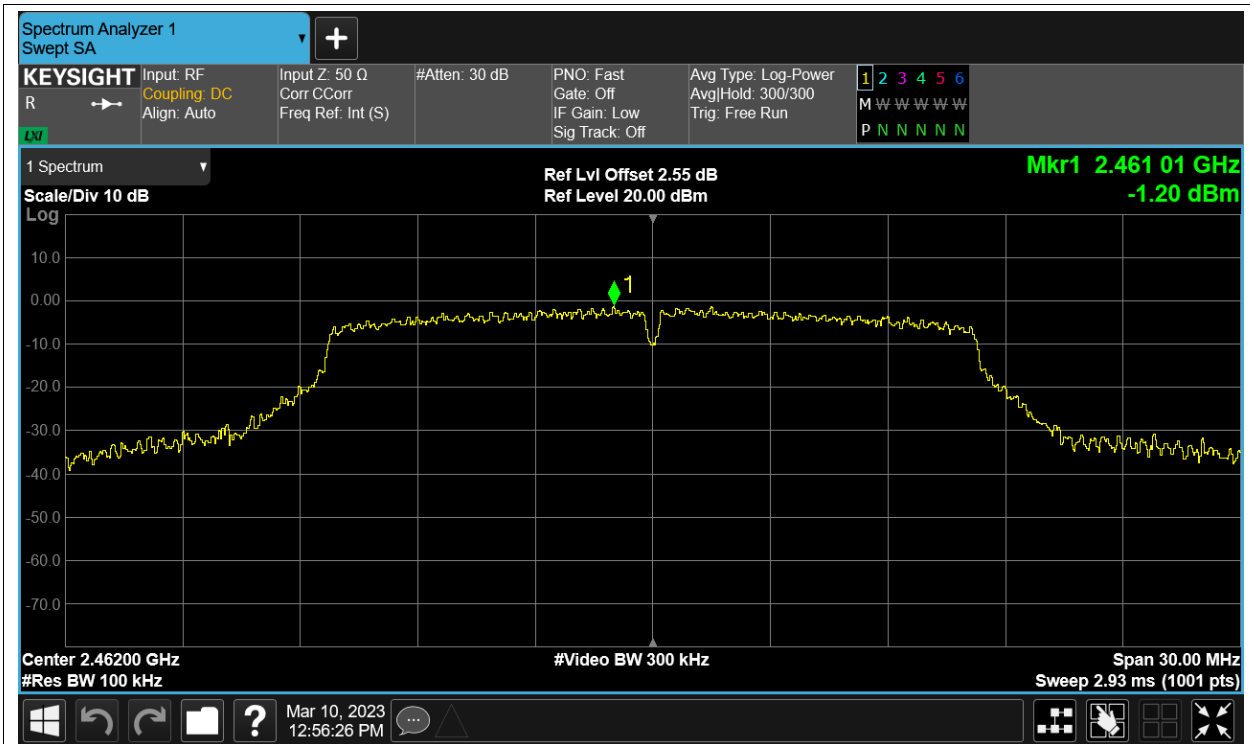 Spectrum Analyzer 1
Swept SA
KEYSIGHT
R
LXI
Input: RF
Coupling: DC
Align: Auto
Input Z: 50 Ω
Corr CCorr
Freq Ref: Int (S)
#Atten: 30 dB
PNO: Fast
Gate: Off
IF Gain: Low
Sig Track: Off
Avg Type: Log-Power
Avg|Hold: 300/300
Trig: Free Run
1 2 3 4 5 6
M W W W W W
P N N N N N
1 Spectrum
Scale/Div 10 dB
Log
Ref Lvl Offset 2.55 dB
Ref Level 20.00 dBm
Mkr1 2.461 01 GHz
-1.20 dBm
10.0
0.00
-10.0
-20.0
-30.0
-40.0
-50.0
-60.0
-70.0
1
Center 2.46200 GHz
#Res BW 100 kHz
#Video BW 300 kHz
Span 30.00 MHz
Sweep 2.93 ms (1001 pts)
?
Mar 10, 2023
12:56:26 PM